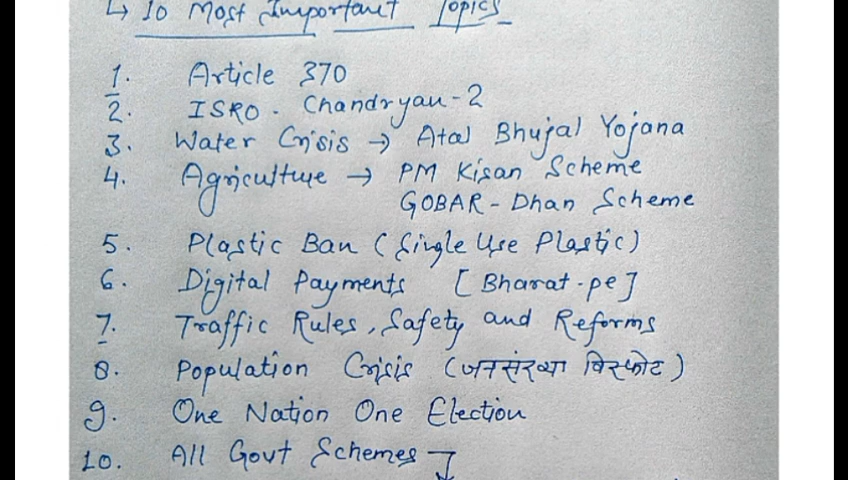 ↳ 10 Most Important Topics
1. Article 370
2. ISRO - Chandryan-2
3. Water Crisis → Atal Bhujal Yojana
4. Agriculture → PM Kisan Scheme
GOBAR-Dhan Scheme
5. Plastic Ban (Single Use Plastic)
6. Digital Payments [Bharat-pe]
7. Traffic Rules, Safety and Reforms
8. Population Crisis (जनसंख्या विस्फोट)
9. One Nation One Election
10. All Govt Schemes